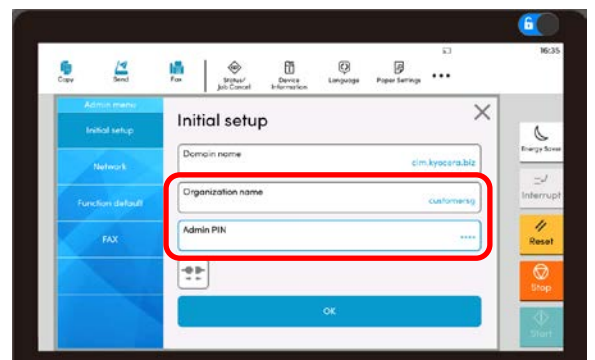 16:35
Copy Send Fax Status/ Job Cancel Device Information Language Paper Settings
Admin menu
Initial setup
Network
Function default
FAX
Initial setup
Domain name
cim.kyocera.biz
Organization name
customersg
Admin PIN
••••
OK
Energy Saver
Interrupt
Reset
Stop
Start